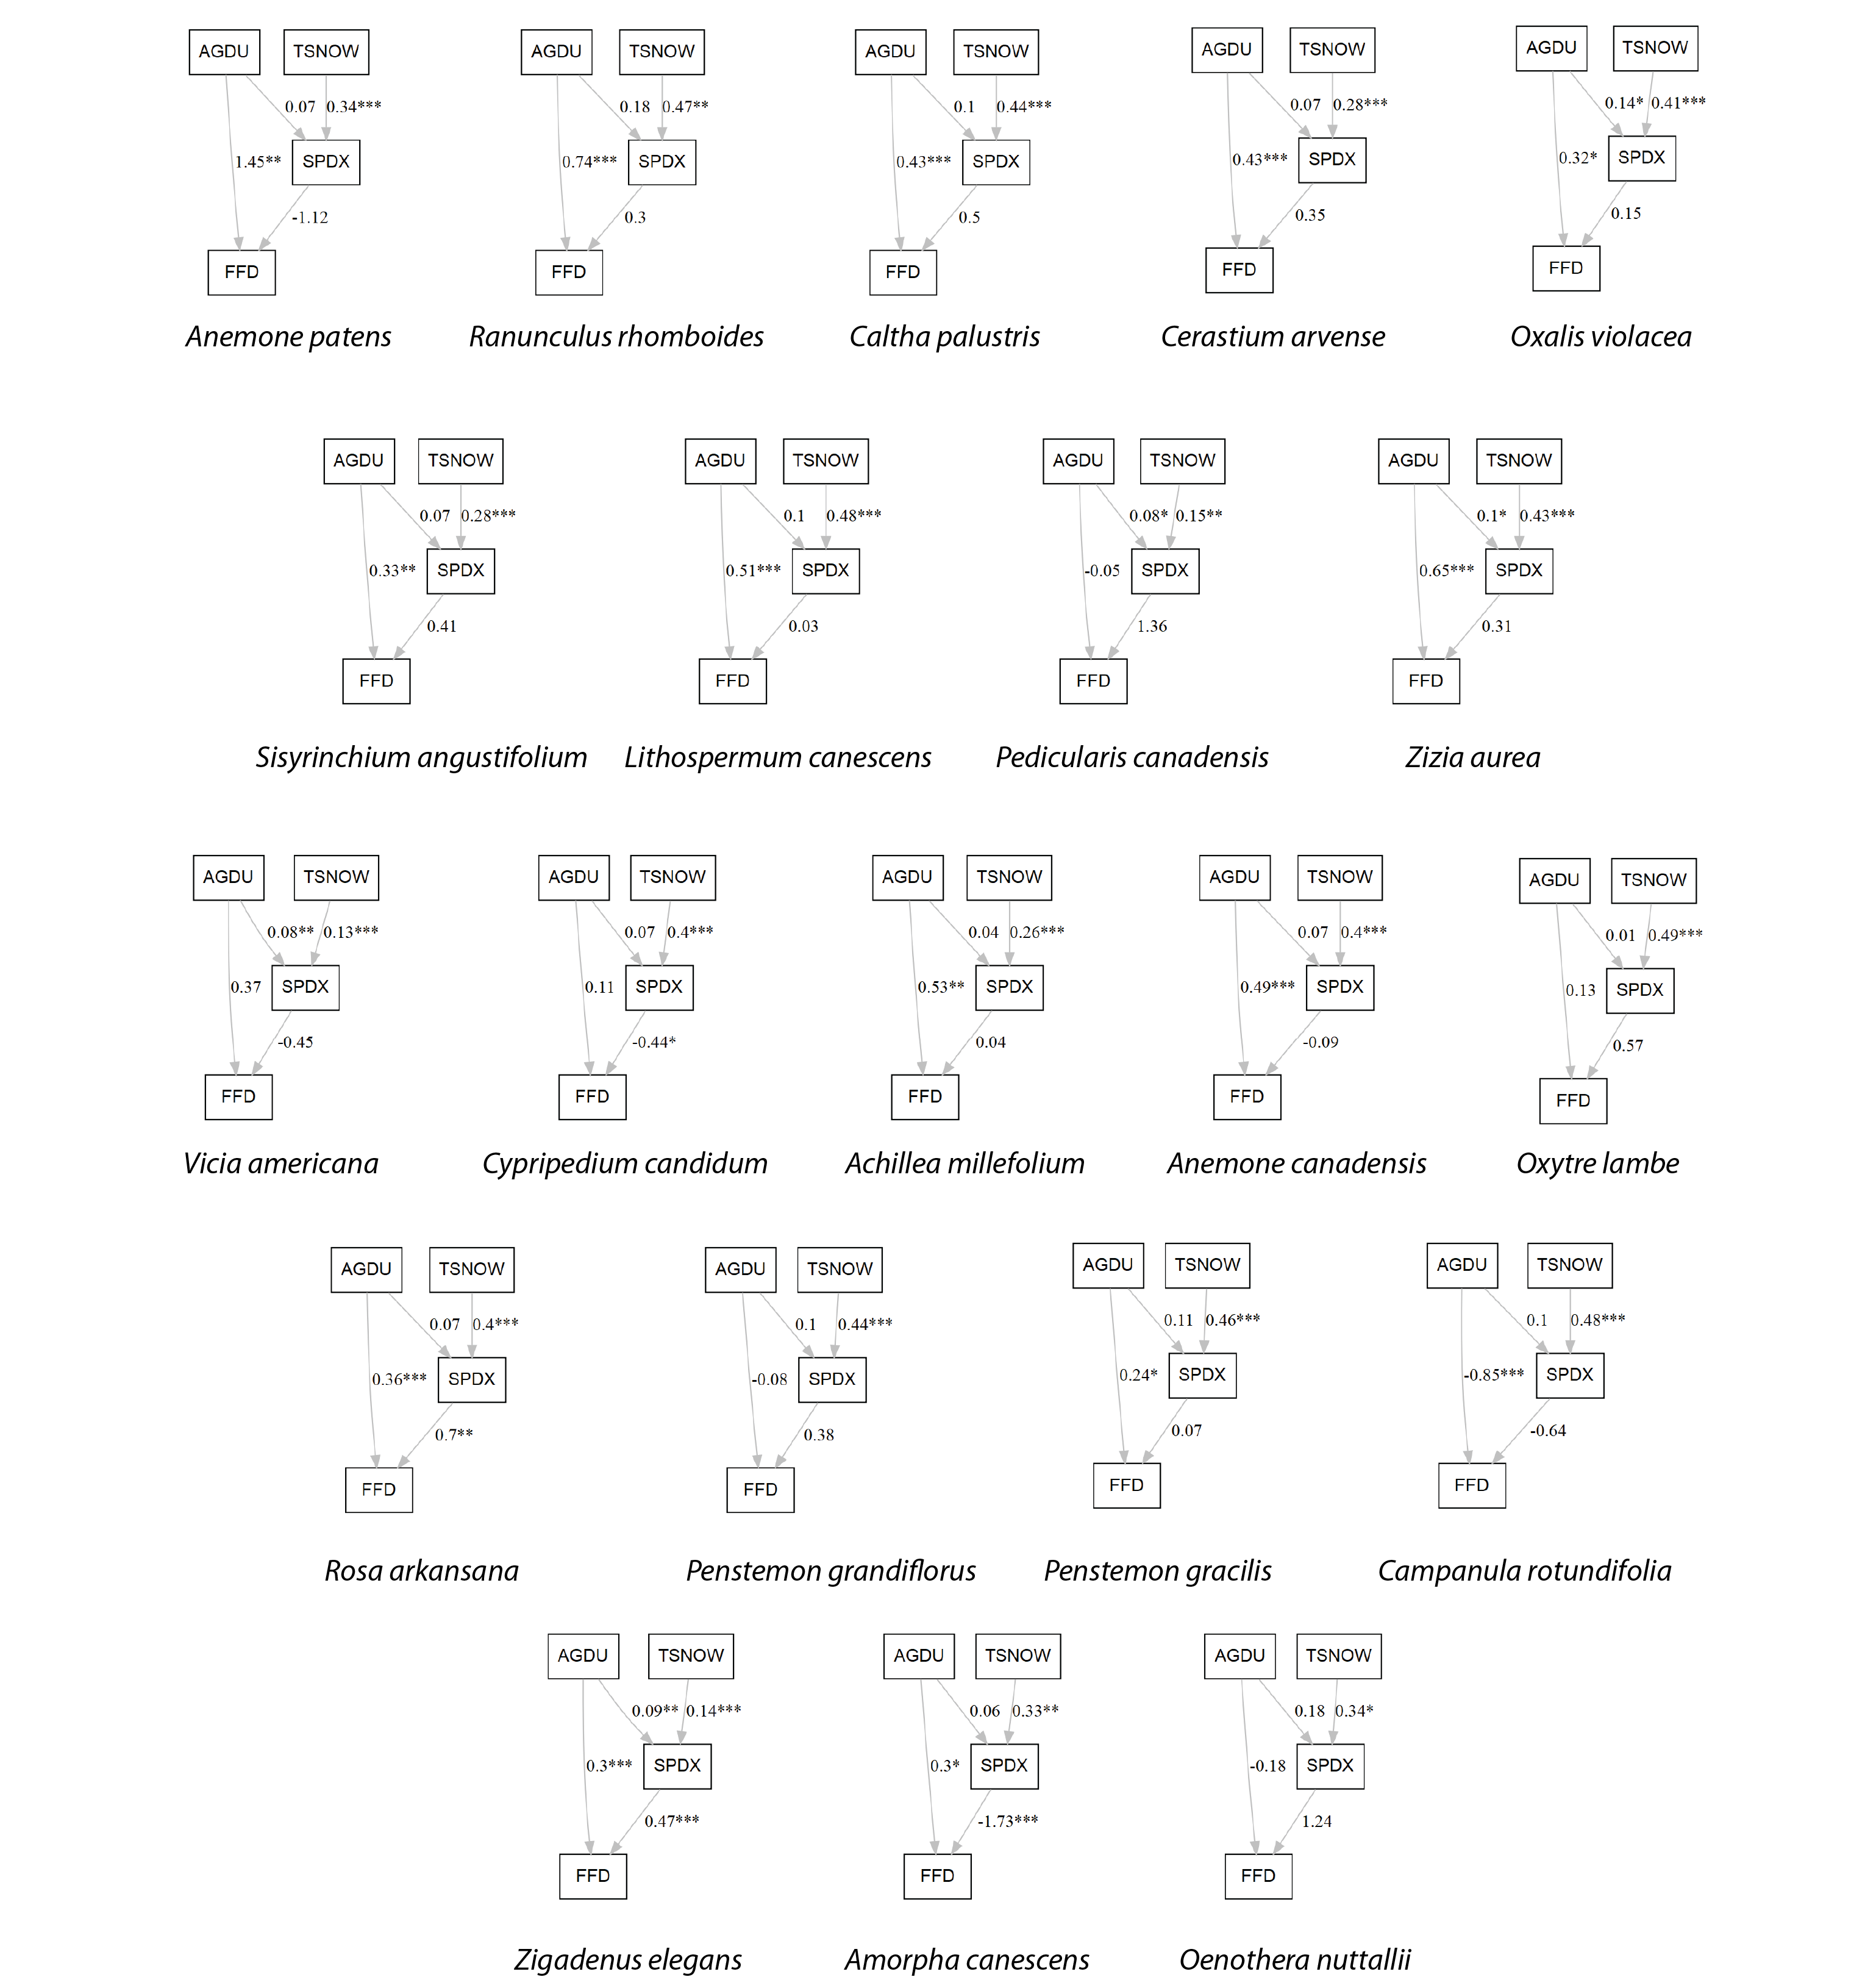 AGDU TSNOW AGDU TSNOW AGDU TSNOW AGDU TSNOW AGDU TSNOW
0.07 0.34*** 0.18 0.47** 0.1 0.44*** 0.07 0.28*** 0.14* 0.41***
1.45** SPDX 0.74*** SPDX 0.43*** SPDX 0.43*** SPDX 0.32* SPDX
-1.12 0.3 0.5 0.35 0.15
FFD FFD FFD FFD FFD
Anemone patens Ranunculus rhomboides Caltha palustris Cerastium arvense Oxalis violacea
AGDU TSNOW AGDU TSNOW AGDU TSNOW AGDU TSNOW
0.07 0.28*** 0.1 0.48*** 0.08* 0.15** 0.1* 0.43***
0.33** SPDX 0.51*** SPDX -0.05 SPDX 0.65*** SPDX
0.41 0.03 1.36 0.31
FFD FFD FFD FFD
Sisyrinchium angustifolium Lithospermum canescens Pedicularis canadensis Zizia aurea
AGDU TSNOW AGDU TSNOW AGDU TSNOW AGDU TSNOW AGDU TSNOW
0.08** 0.13*** 0.07 0.4*** 0.04 0.26*** 0.07 0.4*** 0.01 0.49***
0.37 SPDX 0.11 SPDX 0.53** SPDX 0.49*** SPDX 0.13 SPDX
-0.45 -0.44* 0.04 -0.09 0.57
FFD FFD FFD FFD FFD
Vicia americana Cypripedium candidum Achillea millefolium Anemone canadensis Oxytre lambe
AGDU TSNOW AGDU TSNOW AGDU TSNOW AGDU TSNOW
0.07 0.4*** 0.1 0.44*** 0.11 0.46*** 0.1 0.48***
0.36*** SPDX -0.08 SPDX 0.24* SPDX -0.85*** SPDX
0.7** 0.38 0.07 -0.64
FFD FFD FFD FFD
Rosa arkansana Penstemon grandiflorus Penstemon gracilis Campanula rotundifolia
AGDU TSNOW AGDU TSNOW AGDU TSNOW
0.09** 0.14*** 0.06 0.33** 0.18 0.34*
0.3*** SPDX 0.3* SPDX -0.18 SPDX
0.47*** -1.73*** 1.24
FFD FFD FFD
Zigadenus elegans Amorpha canescens Oenothera nuttallii